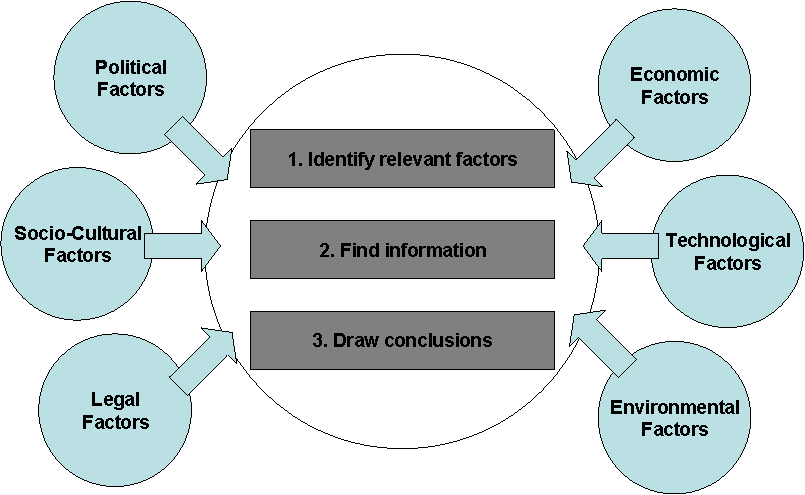 Political
Factors
Economic
Factors
1. Identify relevant factors
Socio-Cultural
Factors
2. Find information
Technological
Factors
3. Draw conclusions
Legal
Factors
Environmental
Factors